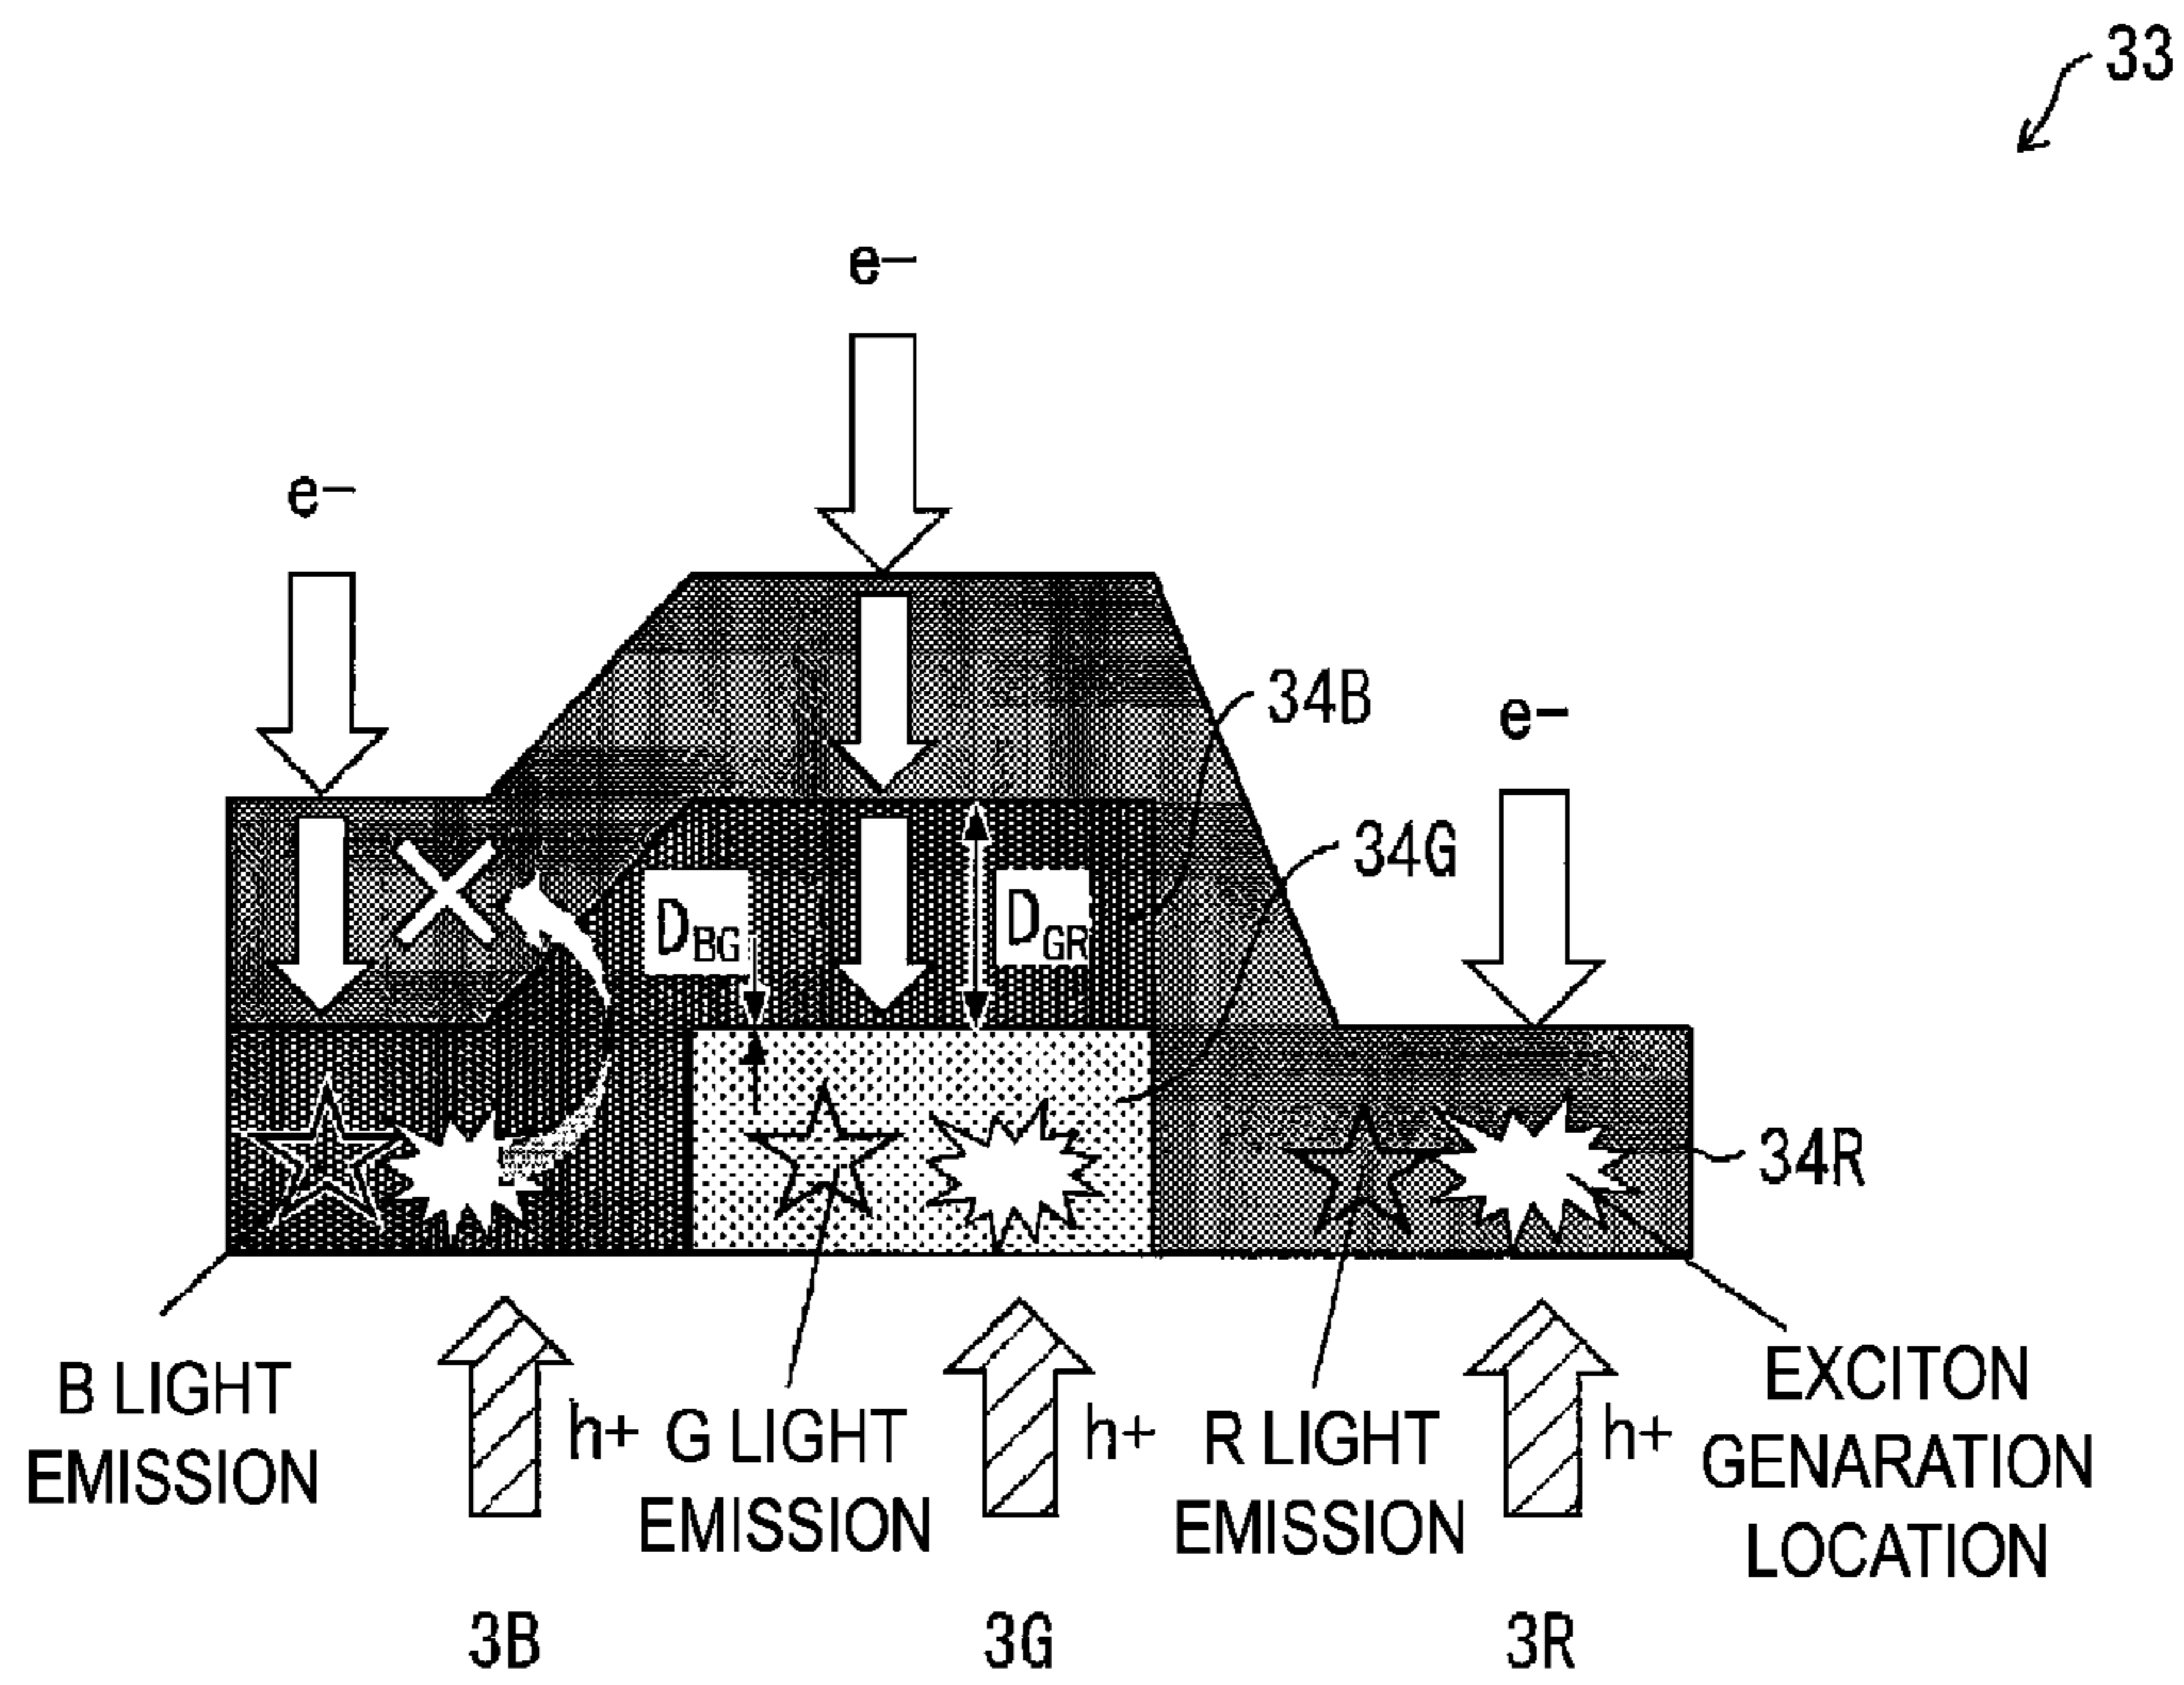 33
e-
e-
34B
e-
34G
DBG
DGR
34R
B LIGHT
EMISSION
h+
G LIGHT
EMISSION
h+
R LIGHT
EMISSION
h+
EXCITON
GENARATION
LOCATION
3B
3G
3R